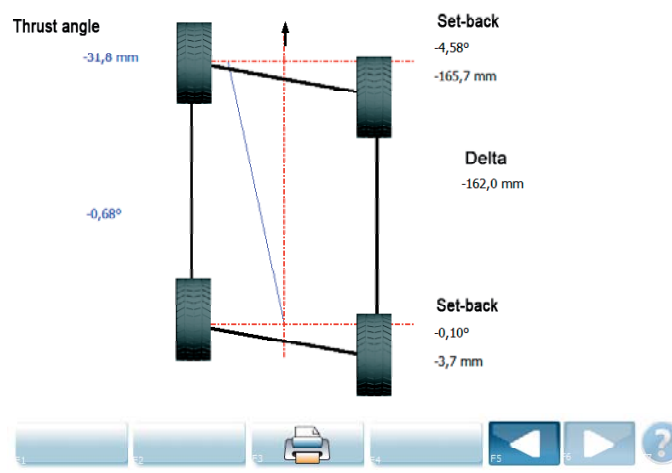 Thrust angle
-31,8 mm
-0,68°
Set-back
-4,58°
-165,7 mm
Delta
-162,0 mm
Set-back
-0,10°
-3,7 mm
F1
F2
F3
F4
F5
F6
F7
?